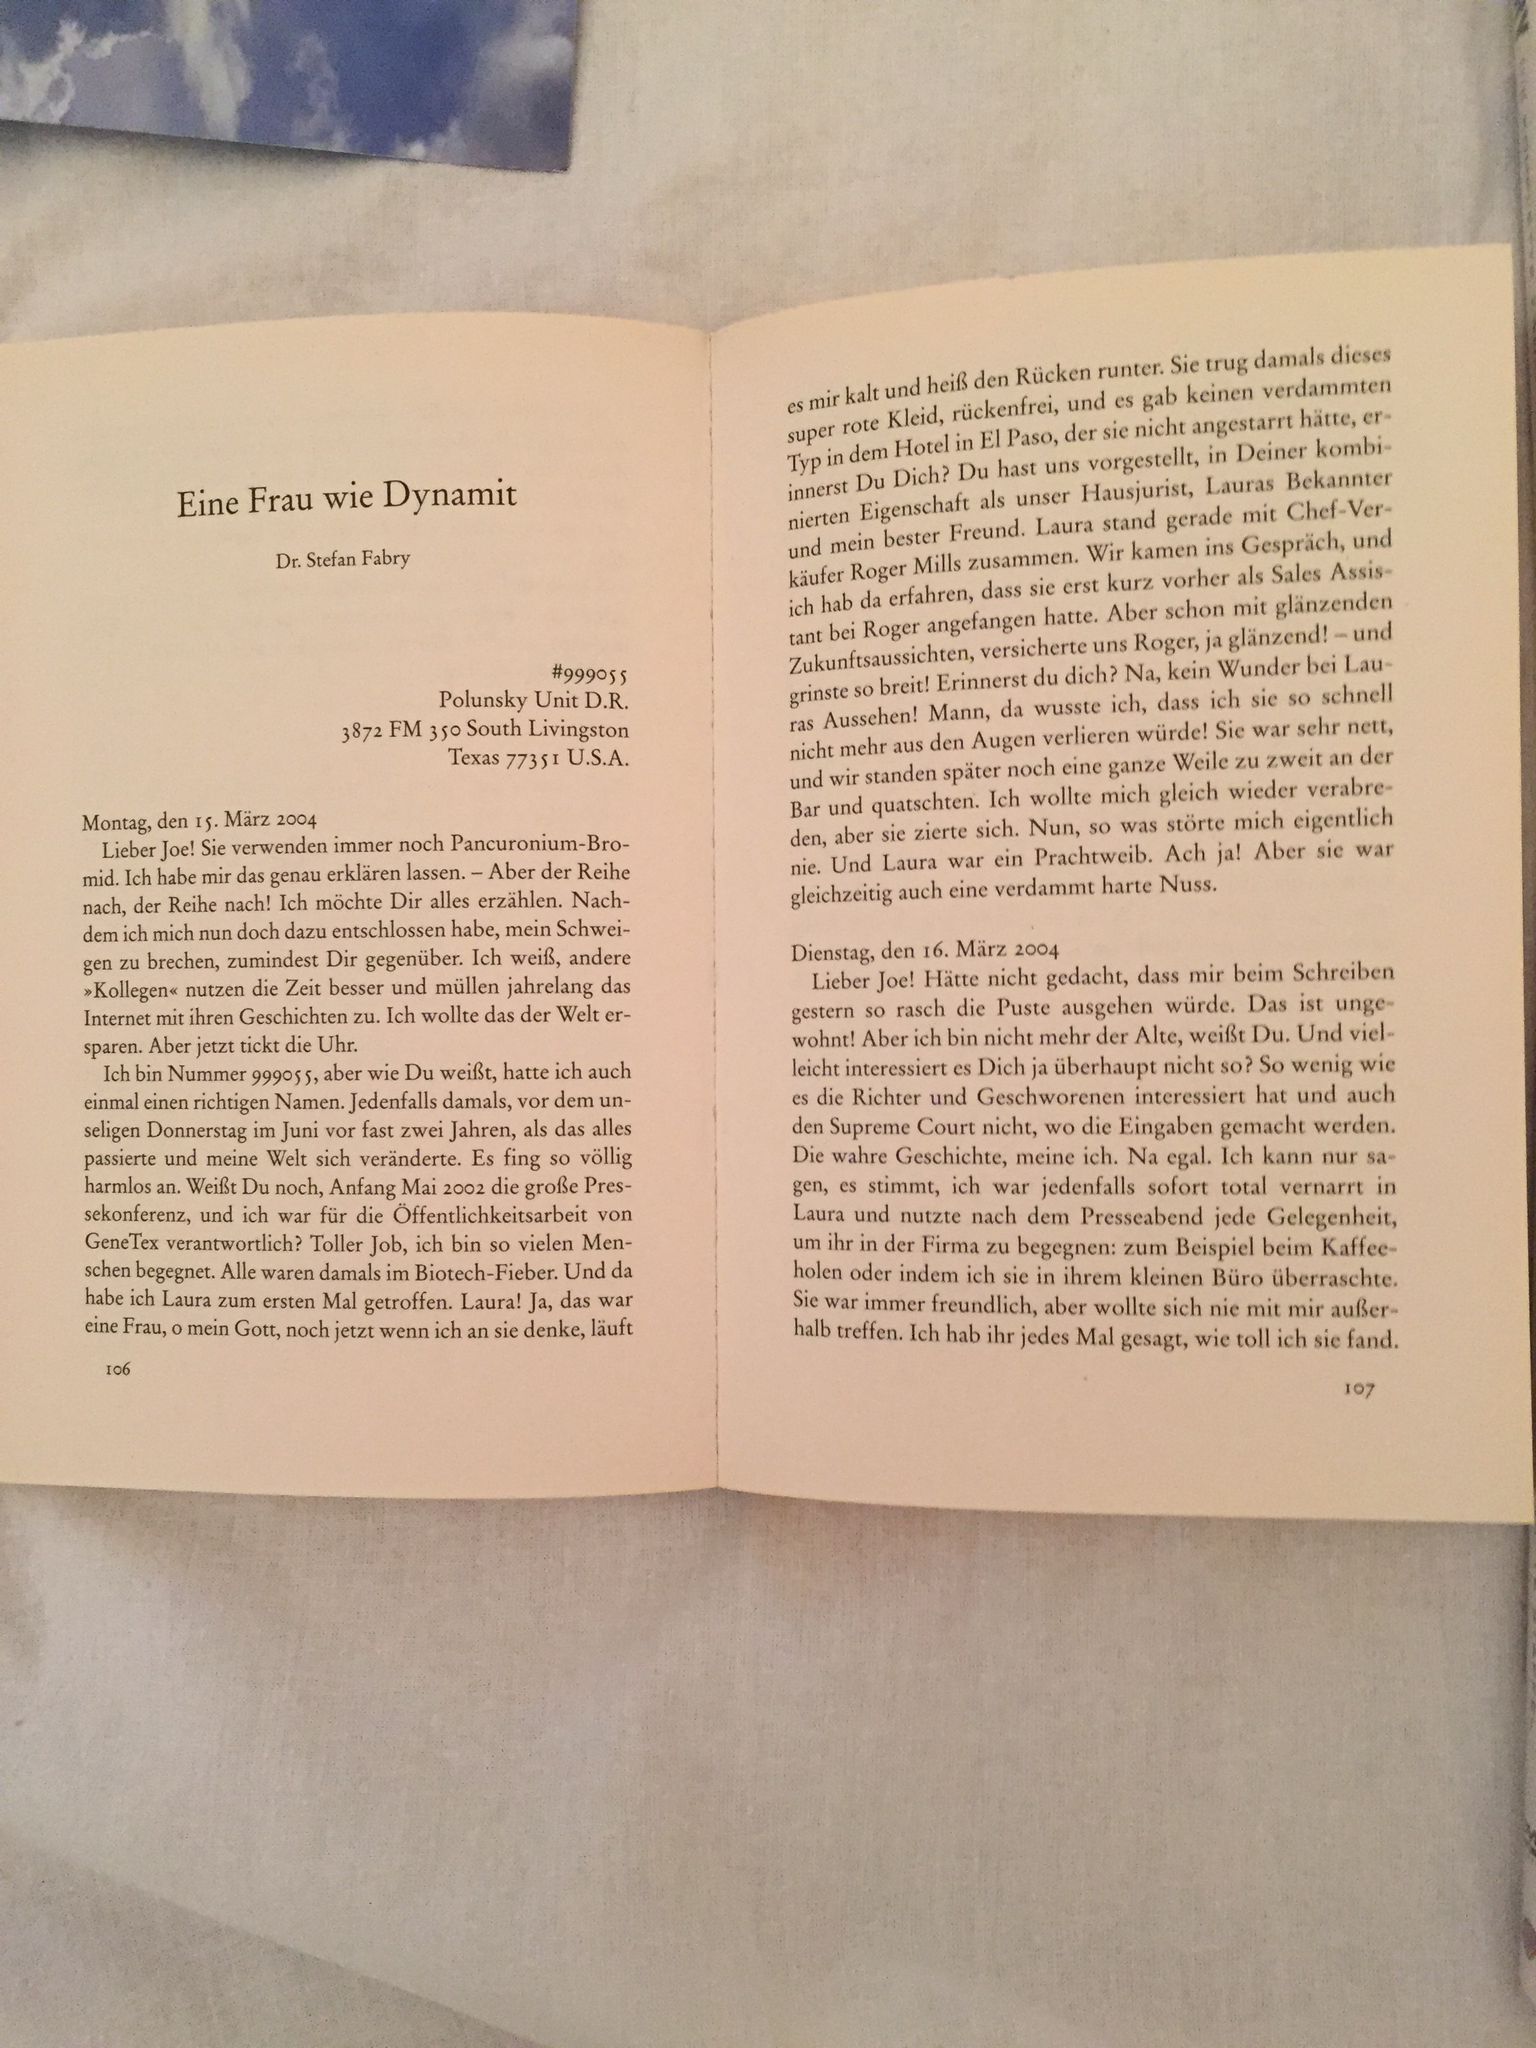 Eine Frau wie Dynamit
Dr. Stefan Fabry
#999055
Polunsky Unit D.R.
3872 FM 350 South Livingston
Texas 77351 U.S.A.
Montag, den 15. März 2004
Lieber Joe! Sie verwenden immer noch Pancuronium-Bro-
mid. Ich habe mir das genau erklären lassen. – Aber der Reihe
nach, der Reihe nach! Ich möchte Dir alles erzählen. Nach-
dem ich mich nun doch dazu entschlossen habe, mein Schwei-
gen zu brechen, zumindest Dir gegenüber. Ich weiß, andere
»Kollegen« nutzen die Zeit besser und müllen jahrelang das
Internet mit ihren Geschichten zu. Ich wollte das der Welt er-
sparen. Aber jetzt tickt die Uhr.
Ich bin Nummer 999055, aber wie Du weißt, hatte ich auch
einmal einen richtigen Namen. Jedenfalls damals, vor dem un-
seligen Donnerstag im Juni vor fast zwei Jahren, als das alles
passierte und meine Welt sich veränderte. Es fing so völlig
harmlos an. Weißt Du noch, Anfang Mai 2002 die große Pres-
sekonferenz, und ich war für die Öffentlichkeitsarbeit von
GeneTex verantwortlich? Toller Job, ich bin so vielen Men-
schen begegnet. Alle waren damals im Biotech-Fieber. Und da
habe ich Laura zum ersten Mal getroffen. Laura! Ja, das war
eine Frau, o mein Gott, noch jetzt wenn ich an sie denke, läuft
106
es mir kalt und heiß den Rücken runter. Sie trug damals dieses
super rote Kleid, rückenfrei, und es gab keinen verdammten
Typ in dem Hotel in El Paso, der sie nicht angestarrt hätte, er-
innerst Du Dich? Du hast uns vorgestellt, in Deiner kombi-
nierten Eigenschaft als unser Hausjurist, Lauras Bekannter
und mein bester Freund. Laura stand gerade mit Chef-Ver-
käufer Roger Mills zusammen. Wir kamen ins Gespräch, und
ich hab da erfahren, dass sie erst kurz vorher als Sales Assis-
tant bei Roger angefangen hatte. Aber schon mit glänzenden
Zukunftsaussichten, versicherte uns Roger, ja glänzend! – und
grinste so breit! Erinnerst du dich? Na, kein Wunder bei Lau-
ras Aussehen! Mann, da wusste ich, dass ich sie so schnell
nicht mehr aus den Augen verlieren würde! Sie war sehr nett,
und wir standen später noch eine ganze Weile zu zweit an der
Bar und quatschten. Ich wollte mich gleich wieder verabre-
den, aber sie zierte sich. Nun, so was störte mich eigentlich
nie. Und Laura war ein Prachtweib. Ach ja! Aber sie war
gleichzeitig auch eine verdammt harte Nuss.
Dienstag, den 16. März 2004
Lieber Joe! Hätte nicht gedacht, dass mir beim Schreiben
gestern so rasch die Puste ausgehen würde. Das ist unge-
wohnt! Aber ich bin nicht mehr der Alte, weißt Du. Und viel-
leicht interessiert es Dich ja überhaupt nicht so? So wenig wie
es die Richter und Geschworenen interessiert hat und auch
den Supreme Court nicht, wo die Eingaben gemacht werden.
Die wahre Geschichte, meine ich. Na egal. Ich kann nur sa-
gen, es stimmt, ich war jedenfalls sofort total vernarrt in
Laura und nutzte nach dem Presseabend jede Gelegenheit,
um ihr in der Firma zu begegnen: zum Beispiel beim Kaffee-
holen oder indem ich sie in ihrem kleinen Büro überraschte.
Sie war immer freundlich, aber wollte sich nie mit mir außer-
halb treffen. Ich hab ihr jedes Mal gesagt, wie toll ich sie fand.
107